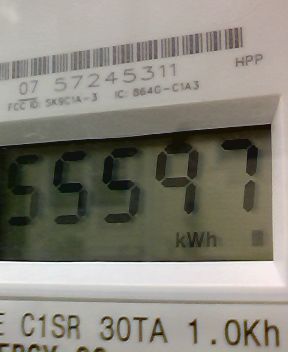 07 57245311 HPP
FCC ID: SK9C1A-3 IC: 864G-C1A3
55597
kWh
C1SR 30TA 1.0Kh